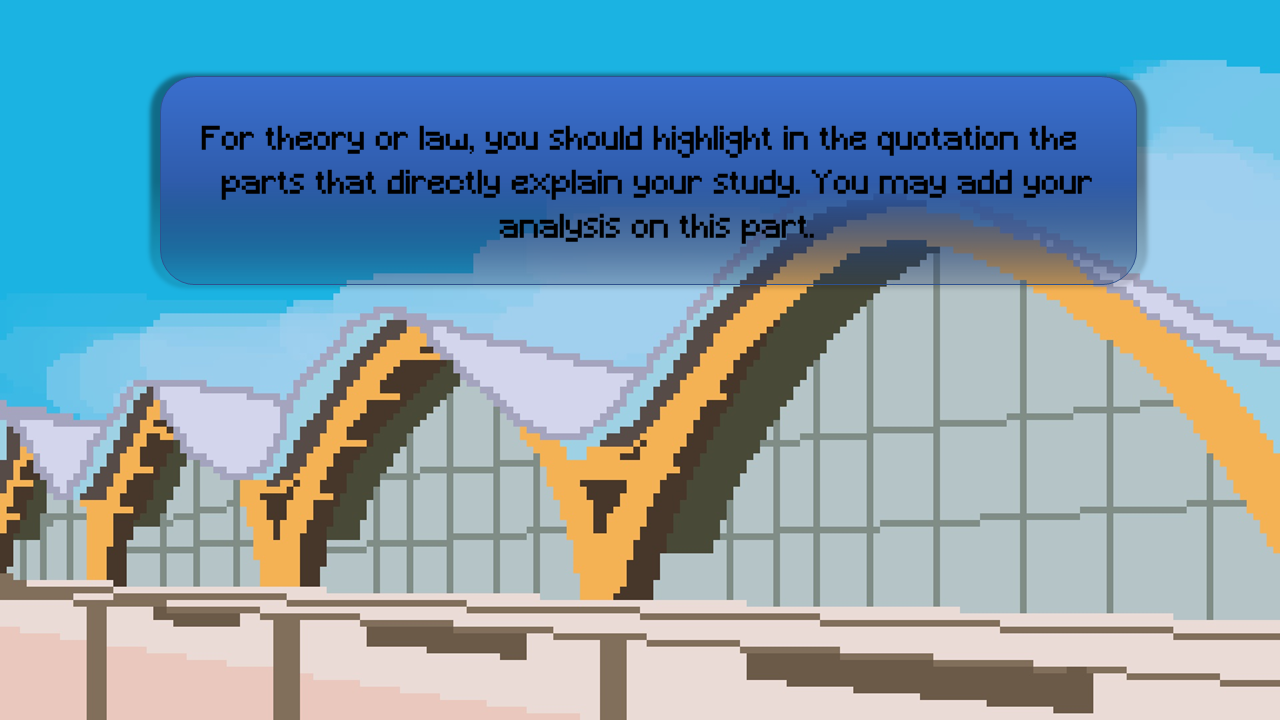 For theory or law, you should highlight in the quotation the
parts that directly explain your study. You may add your
analysis on this part.